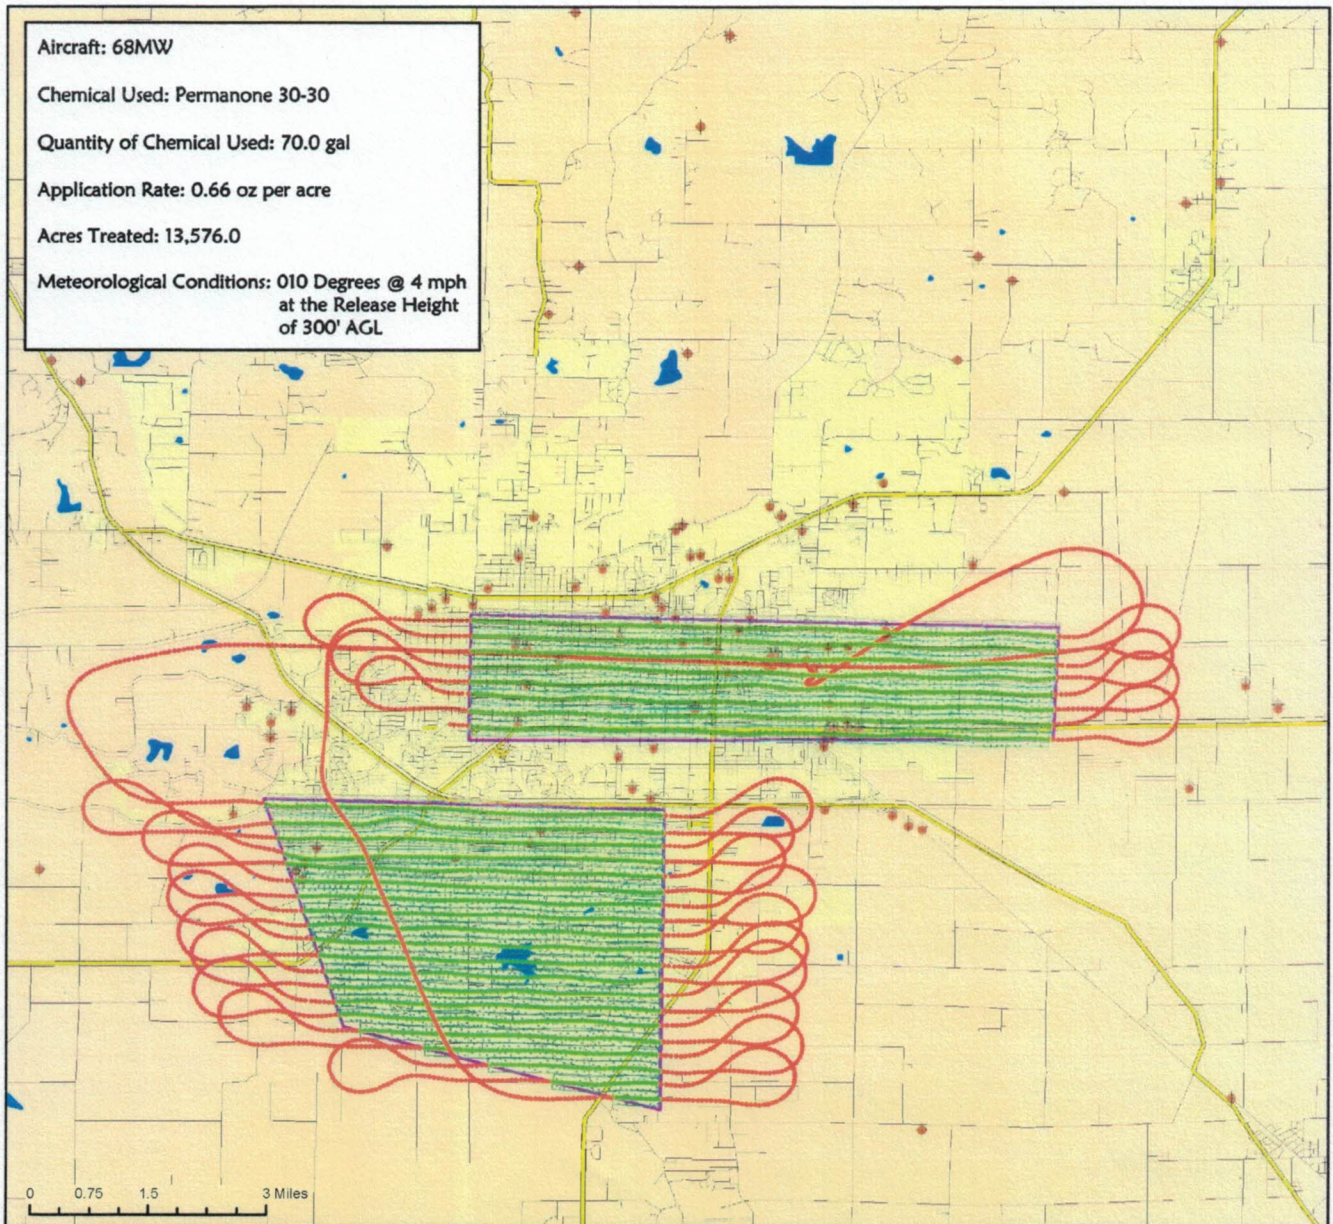 Aircraft: 68MW
Chemical Used: Permanone 30-30
Quantity of Chemical Used: 70.0 gal
Application Rate: 0.66 oz per acre
Acres Treated: 13,576.0
Meteorological Conditions: 010 Degrees @ 4 mph
at the Release Height
of 300' AGL
0 0.75 1.5 3 Miles